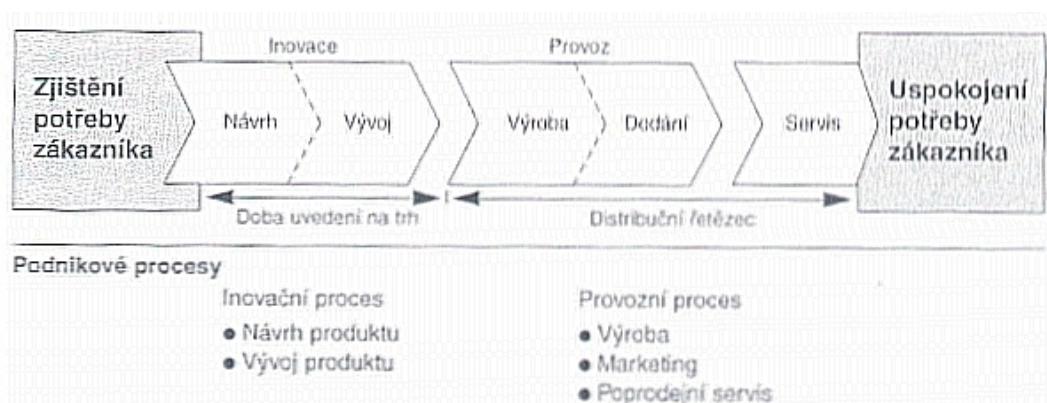 Inovace
Provoz
Zjištění
potřeby
zákazníka
Návrh
Vývoj
Výroba
Dodání
Servis
Uspokojení
potřeby
zákazníka
Doba uvedení na trh
Distribuční řetězec
Podnikové procesy
Inovační proces
● Návrh produktu
● Vývoj produktu
Provozní proces
● Výroba
● Marketing
● Poprodejní servis